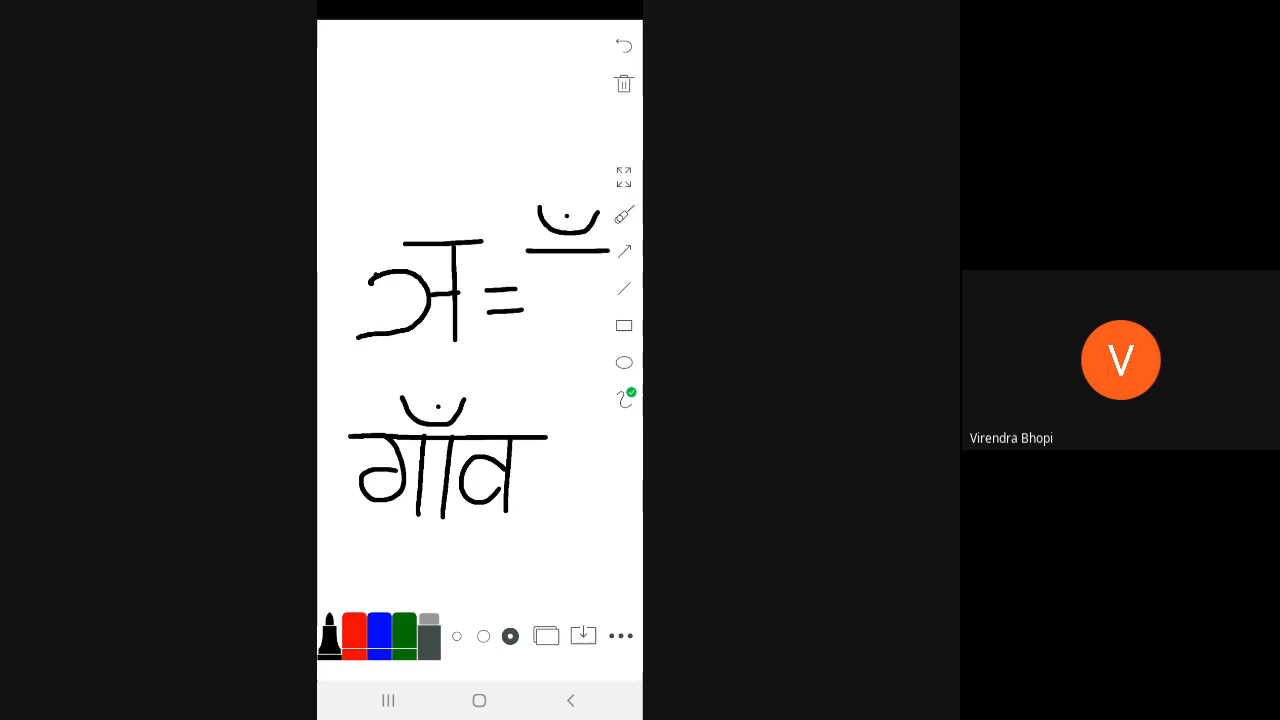 ञ = ँ
गाँव
V
Virendra Bhopi